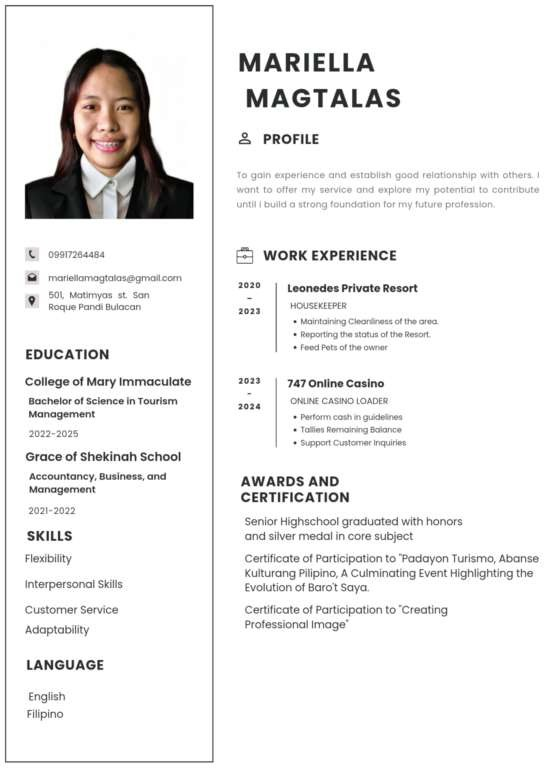 MARIELLA
MAGTALAS
PROFILE
To gain experience and establish good relationship with others. I
want to offer my service and explore my potential to contribute
until i build a strong foundation for my future profession.
09917264484
mariellamagtalas@gmail.com
501, Matimyas st. San
Roque Pandi Bulacan
EDUCATION
College of Mary Immaculate
Bachelor of Science in Tourism
Management
2022-2025
Grace of Shekinah School
Accountancy, Business, and
Management
2021-2022
SKILLS
Flexibility
Interpersonal Skills
Customer Service
Adaptability
LANGUAGE
English
Filipino
WORK EXPERIENCE
2020
-
2023
Leonedes Private Resort
HOUSEKEEPER
• Maintaining Cleanliness of the area.
• Reporting the status of the Resort.
• Feed Pets of the owner
2023
-
2024
747 Online Casino
ONLINE CASINO LOADER
• Perform cash in guidelines
• Tallies Remaining Balance
• Support Customer Inquiries
AWARDS AND
CERTIFICATION
Senior Highschool graduated with honors
and silver medal in core subject
Certificate of Participation to "Padayon Turismo, Abanse
Kulturang Pilipino, A Culminating Event Highlighting the
Evolution of Baro't Saya.
Certificate of Participation to "Creating
Professional Image"